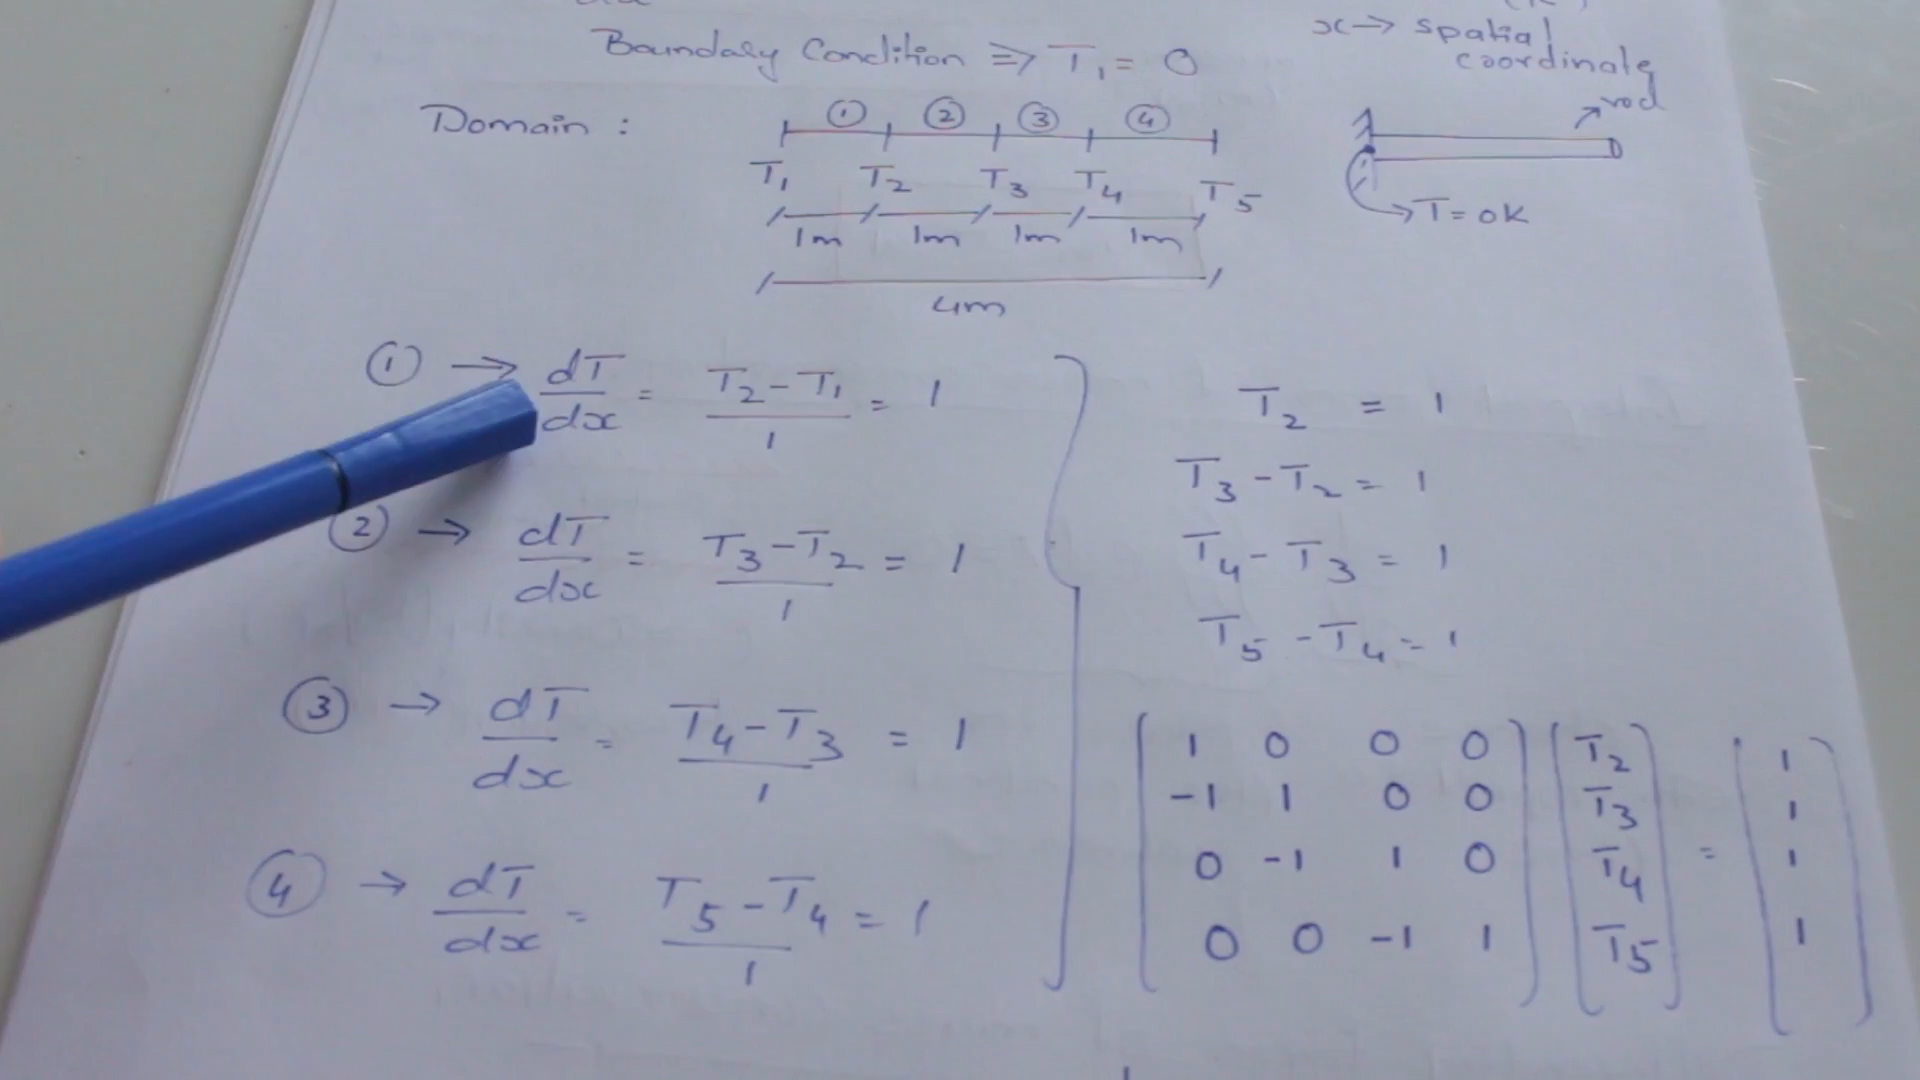 Boundary Condition ⇒ T₁ = 0
x → spatial
coordinate
Domain :
① ② ③ ④
rod
T₁ T₂ T₃ T₄ T₅
1m 1m 1m 1m
T = 0K
4m
① → dT/dx = (T₂ - T₁)/1 = 1
② → dT/dx = (T₃ - T₂)/1 = 1
③ → dT/dx = (T₄ - T₃)/1 = 1
④ → dT/dx = (T₅ - T₄)/1 = 1
T₂ = 1
T₃ - T₂ = 1
T₄ - T₃ = 1
T₅ - T₄ = 1
1 0 0 0 T₂ 1
-1 1 0 0 T₃ 1
0 -1 1 0 T₄ = 1
0 0 -1 1 T₅ 1